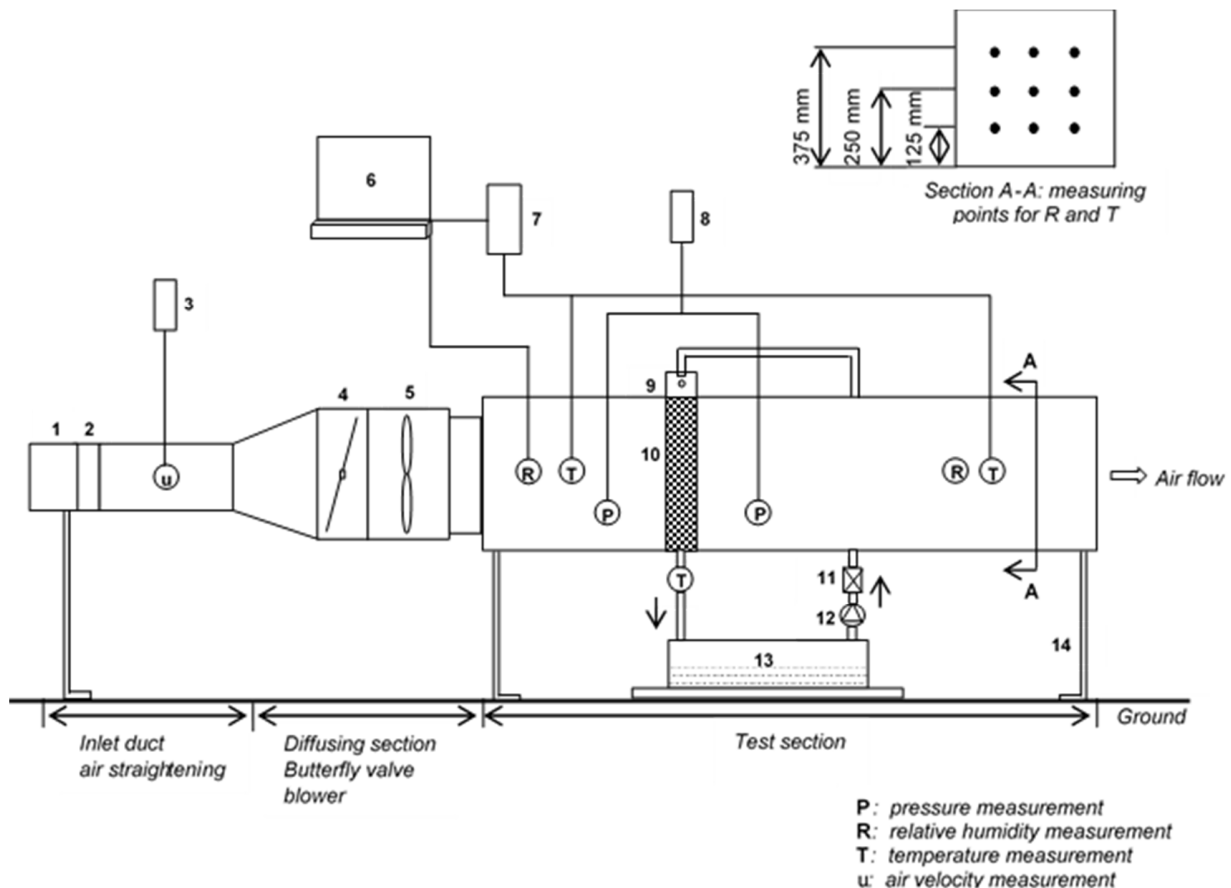 375 mm
250 mm
125 mm
Section A-A: measuring
points for R and T
6
7
8
3
A
9
4
5
1
2
10
R
T
R
T
u
P
P
Air flow
T
11
A
12
13
14
Ground
Inlet duct
air straightening
Diffusing section
Butterfly valve
blower
Test section
P: pressure measurement
R: relative humidity measurement
T: temperature measurement
u: air velocity measurement